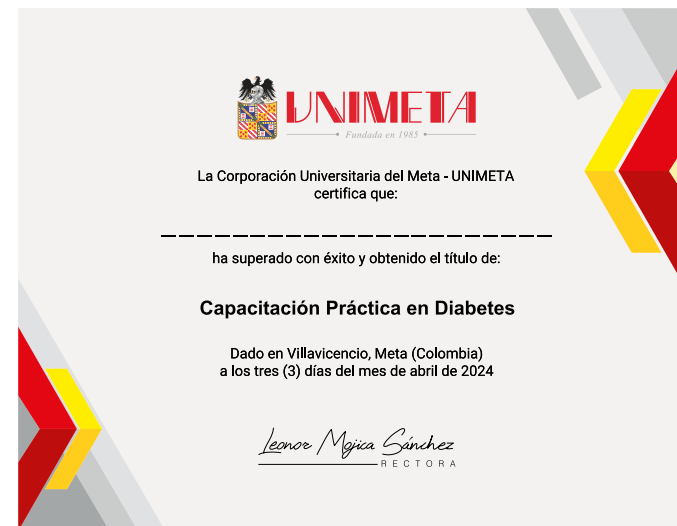 UNIMETA
Fundada en 1985
La Corporación Universitaria del Meta - UNIMETA
certifica que:
ha superado con éxito y obtenido el título de:
Capacitación Práctica en Diabetes
Dado en Villavicencio, Meta (Colombia)
a los tres (3) días del mes de abril de 2024
Leonor Mojica Sánchez
RECTORA